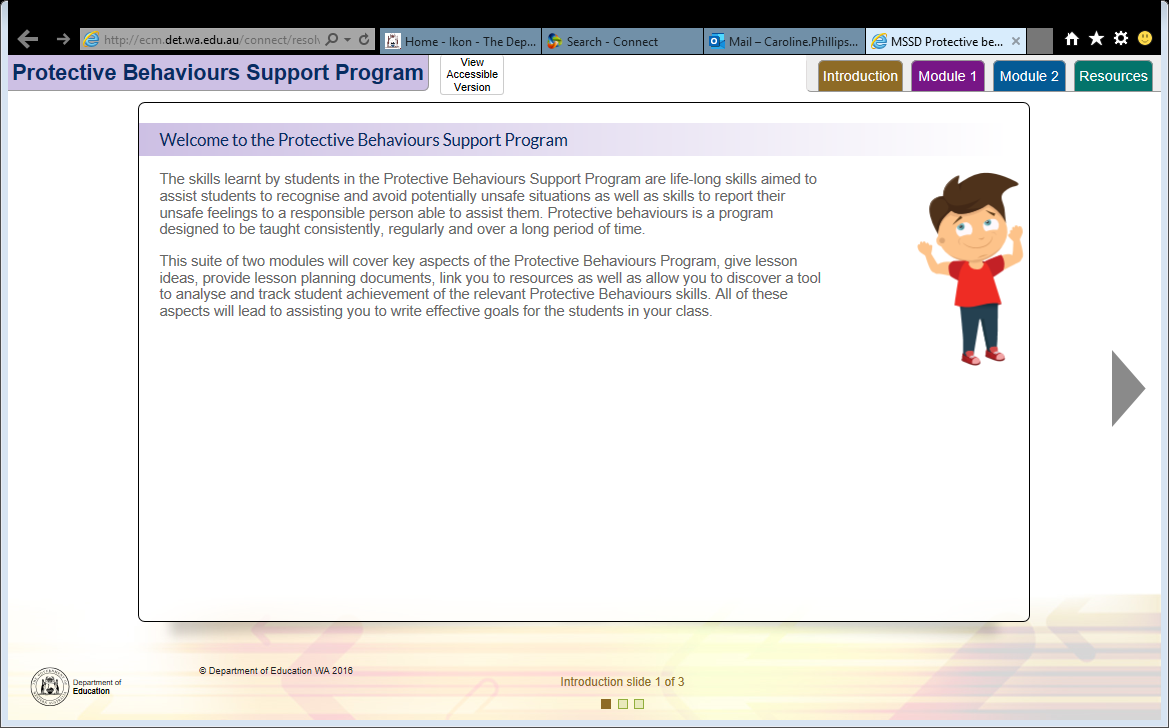 http://ecm.det.wa.edu.au/connect/resolv
Home - Ikon - The Dep...
Search - Connect
Mail – Caroline.Phillips...
MSSD Protective be...
Protective Behaviours Support Program
View
Accessible
Version
Introduction
Module 1
Module 2
Resources
Welcome to the Protective Behaviours Support Program
The skills learnt by students in the Protective Behaviours Support Program are life-long skills aimed to
assist students to recognise and avoid potentially unsafe situations as well as skills to report their
unsafe feelings to a responsible person able to assist them. Protective behaviours is a program
designed to be taught consistently, regularly and over a long period of time.
This suite of two modules will cover key aspects of the Protective Behaviours Program, give lesson
ideas, provide lesson planning documents, link you to resources as well as allow you to discover a tool
to analyse and track student achievement of the relevant Protective Behaviours skills. All of these
aspects will lead to assisting you to write effective goals for the students in your class.
© Department of Education WA 2016
Department of
Education
Introduction slide 1 of 3